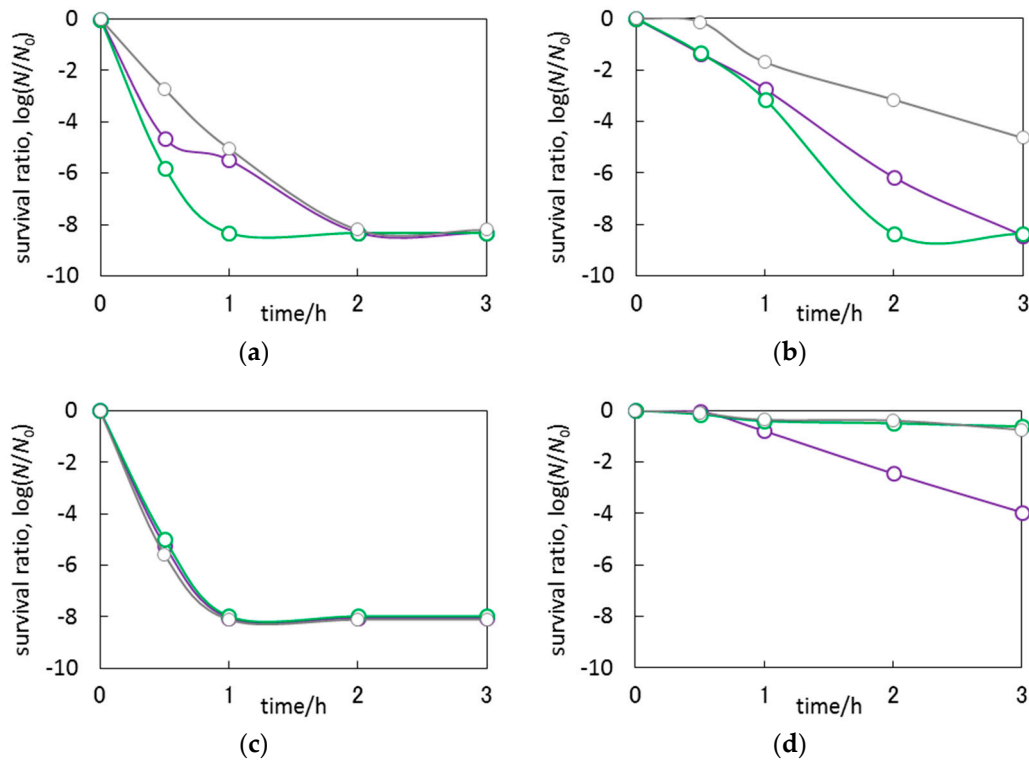 survival ratio, log(N/N₀)
0
-2
-4
-6
-8
-10
0 1 2 3
time/h
(a)
survival ratio, log(N/N₀)
0
-2
-4
-6
-8
-10
0 1 2 3
time/h
(b)
survival ratio, log(N/N₀)
0
-2
-4
-6
-8
-10
0 1 2 3
time/h
(c)
survival ratio, log(N/N₀)
0
-2
-4
-6
-8
-10
0 1 2 3
time/h
(d)